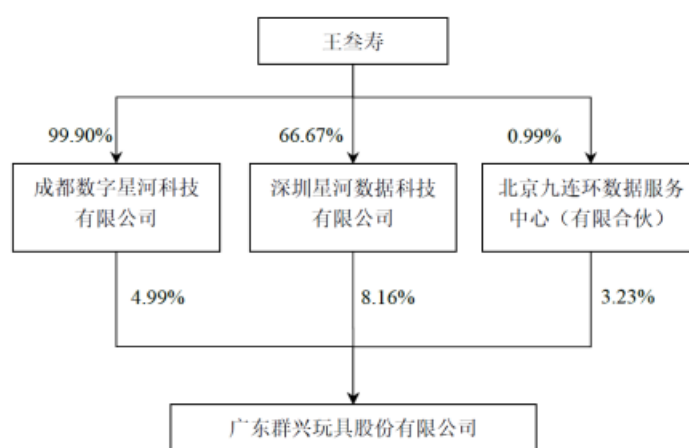 王叁寿
99.90%
66.67%
0.99%
成都数字星河科技
有限公司
深圳星河数据科技
有限公司
北京九连环数据服务
中心（有限合伙）
4.99%
8.16%
3.23%
广东群兴玩具股份有限公司